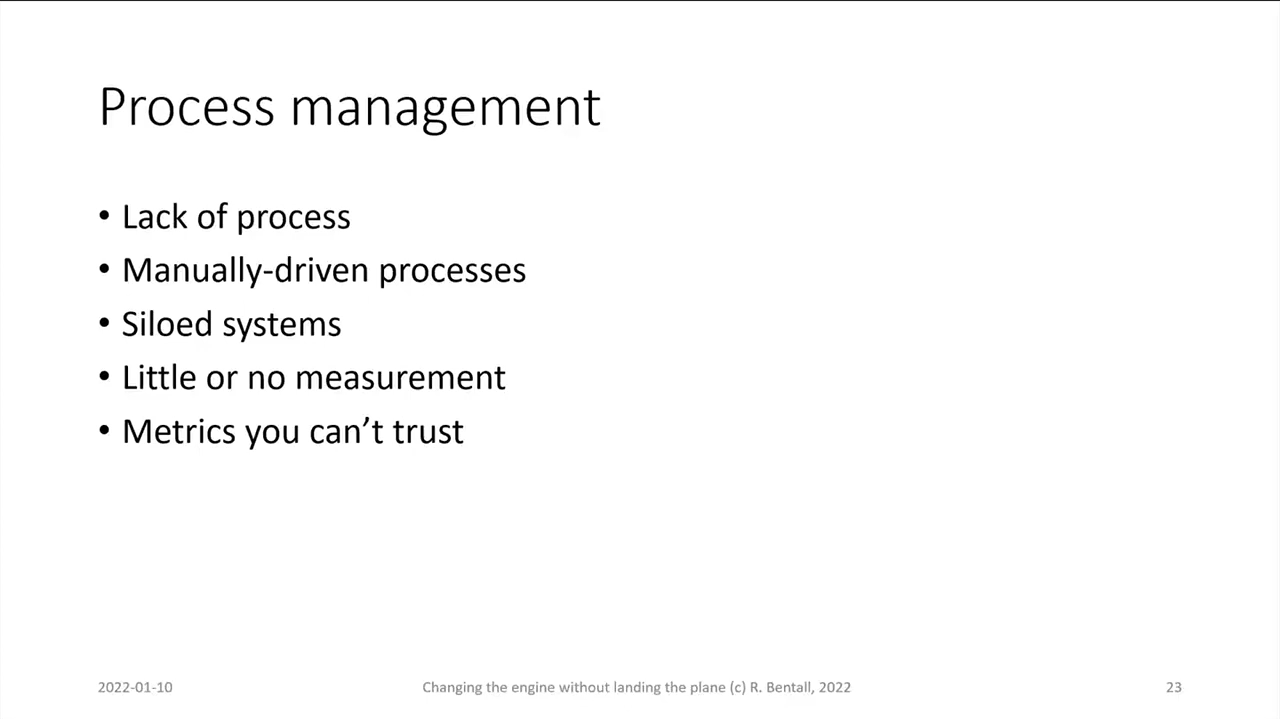 Process management
• Lack of process
• Manually-driven processes
• Siloed systems
• Little or no measurement
• Metrics you can’t trust
2022-01-10
Changing the engine without landing the plane (c) R. Bentall, 2022
23